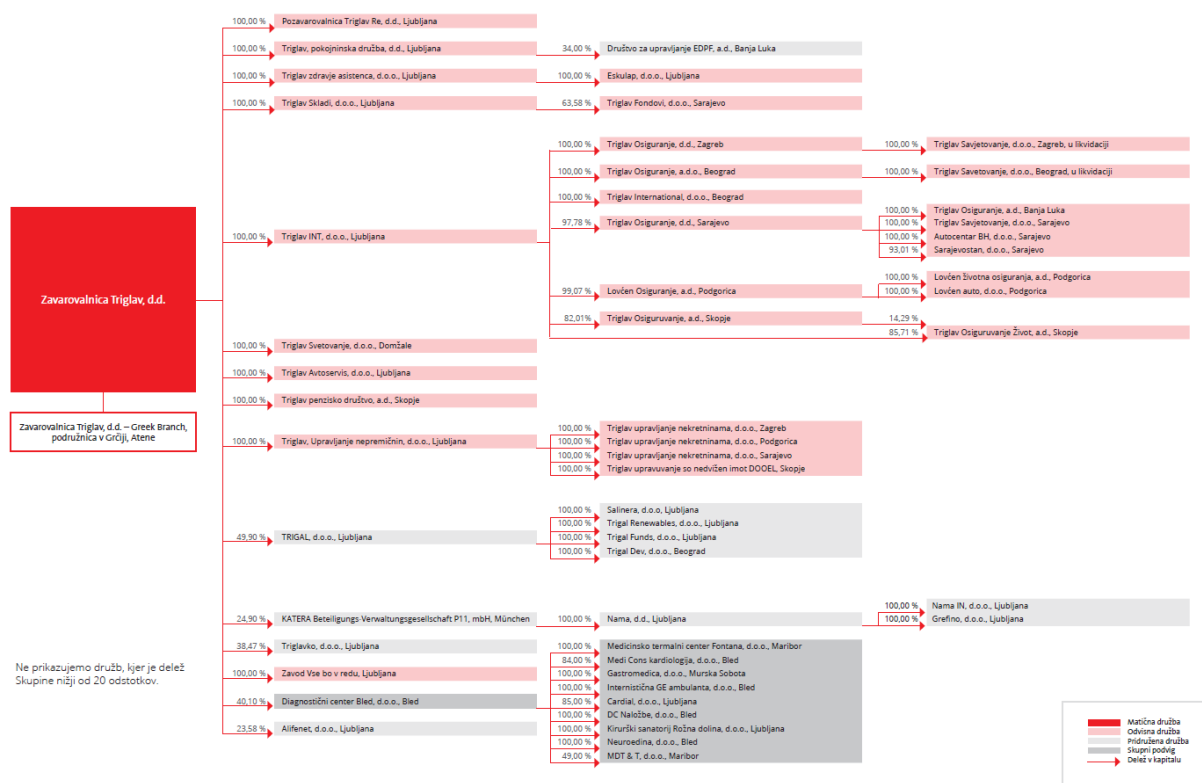 100,00 % Pozavarovalnica Triglav Re, d.d., Ljubljana
100,00 % Triglav, pokojninska družba, d.d., Ljubljana 34,00 % Društvo za upravljanje EDPF, a.d., Banja Luka
100,00 % Triglav zdravje asistenca, d.o.o., Ljubljana 100,00 % Eskulap, d.o.o., Ljubljana
100,00 % Triglav Skladi, d.o.o., Ljubljana 63,58 % Triglav Fondovi, d.o.o., Sarajevo
100,00 % Triglav Osiguranje, d.d., Zagreb 100,00 % Triglav Savjetovanje, d.o.o., Zagreb, u likvidaciji
100,00 % Triglav Osiguranje, a.d.o., Beograd 100,00 % Triglav Savetovanje, d.o.o., Beograd, u likvidaciji
100,00 % Triglav International, d.o.o., Beograd
100,00 % Triglav Osiguranje, a.d., Banja Luka
97,78 % Triglav Osiguranje, d.d., Sarajevo 100,00 % Triglav Savjetovanje, d.o.o., Sarajevo
100,00 % Triglav INT, d.o.o., Ljubljana 100,00 % Autocentar BH, d.o.o., Sarajevo
93,01 % Sarajevostan, d.o.o., Sarajevo
100,00 % Lovćen životna osiguranja, a.d., Podgorica
99,07 % Lovćen Osiguranje, a.d., Podgorica 100,00 % Lovćen auto, d.o.o., Podgorica
Zavarovalnica Triglav, d.d.
82,01% Triglav Osiguruvanje, a.d., Skopje 14,29 %
85,71 % Triglav Osiguruvanje Život, a.d., Skopje
100,00 % Triglav Svetovanje, d.o.o., Domžale
100,00 % Triglav Avtoservis, d.o.o., Ljubljana
100,00 % Triglav penzisko društvo, a.d., Skopje
Zavarovalnica Triglav, d.d. – Greek Branch,
podružnica v Grčiji, Atene
100,00 % Triglav upravljanje nekretninama, d.o.o., Zagreb
100,00 % Triglav, Upravljanje nepremičnin, d.o.o., Ljubljana 100,00 % Triglav upravljanje nekretninama, d.o.o., Podgorica
100,00 % Triglav upravljanje nekretninama, d.o.o., Sarajevo
100,00 % Triglav upravuvanje so nedvižen imot DOOEL, Skopje
100,00 % Salinera, d.o.o, Ljubljana
100,00 % Trigal Renewables, d.o.o., Ljubljana
49,90 % TRIGAL, d.o.o., Ljubljana 100,00 % Trigal Funds, d.o.o., Ljubljana
100,00 % Trigal Dev, d.o.o., Beograd
100,00 % Nama IN, d.o.o., Ljubljana
24,90 % KATERA Beteiligungs-Verwaltungsgesellschaft P11, mbH, München 100,00 % Nama, d.d., Ljubljana 100,00 % Grefino, d.o.o., Ljubljana
38,47 % Triglavko, d.o.o., Ljubljana 100,00 % Medicinsko termalni center Fontana, d.o.o., Maribor
84,00 % Medi Cons kardiologija, d.o.o., Bled
Ne prikazujemo družb, kjer je delež
Skupine nižji od 20 odstotkov.
100,00 % Zavod Vse bo v redu, Ljubljana 100,00 % Gastromedica, d.o.o., Murska Sobota
100,00 % Internistična GE ambulanta, d.o.o., Bled
40,10 % Diagnostični center Bled, d.o.o., Bled 85,00 % Cardial, d.o.o., Ljubljana
100,00 % DC Naložbe, d.o.o., Bled
23,58 % Alifenet, d.o.o., Ljubljana 100,00 % Kirurški sanatorij Rožna dolina, d.o.o., Ljubljana
100,00 % Neuroedina, d.o.o., Bled
49,00 % MDT & T, d.o.o., Maribor
Matična družba
Odvisna družba
Pridružena družba
Skupni podvig
Delež v kapitalu